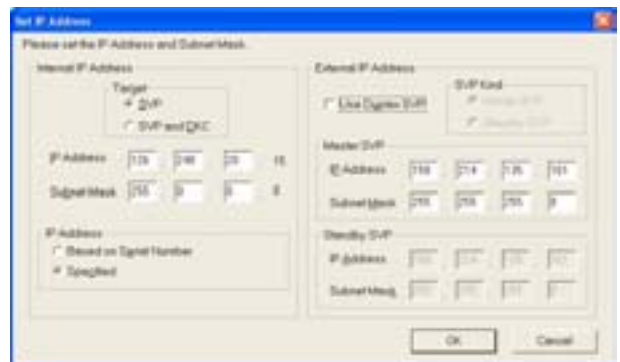 Set IP Address
Please set the IP Address and Subnet Mask.
Internal IP Address
Target
SVP
SVP and DKC
IP Address
Subnet Mask 255 0 0 0
IP Address
Based on Serial Number
Specified
External IP Address
Use Duplex SVP
SVP Kind
Master SVP
IP Address
Subnet Mask 255 255 255 0
Standby SVP
IP Address
Subnet Mask
OK
Cancel